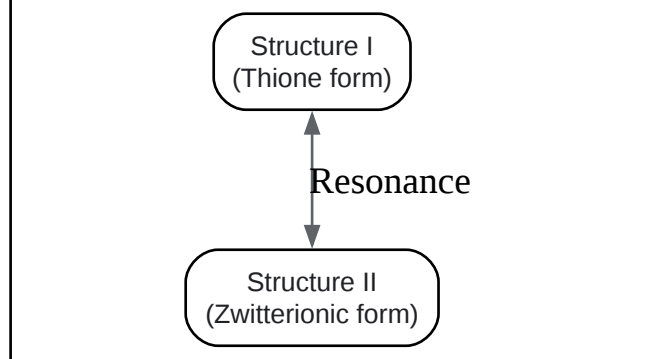 Structure I
(Thione form)
Resonance
Structure II
(Zwitterionic form)